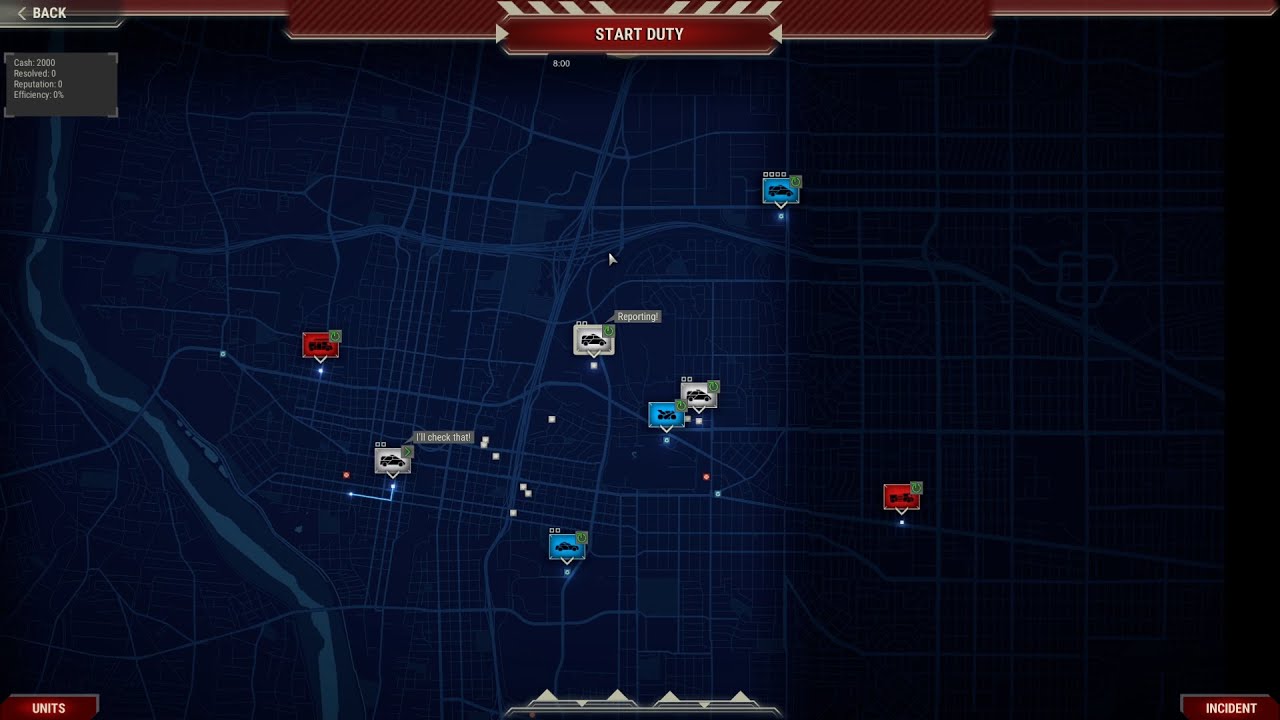 BACK
START DUTY
Cash: 2000
Resolved: 0
Reputation: 0
Efficiency: 0%
8:00
Reporting!
I'll check that!
UNITS
INCIDENT